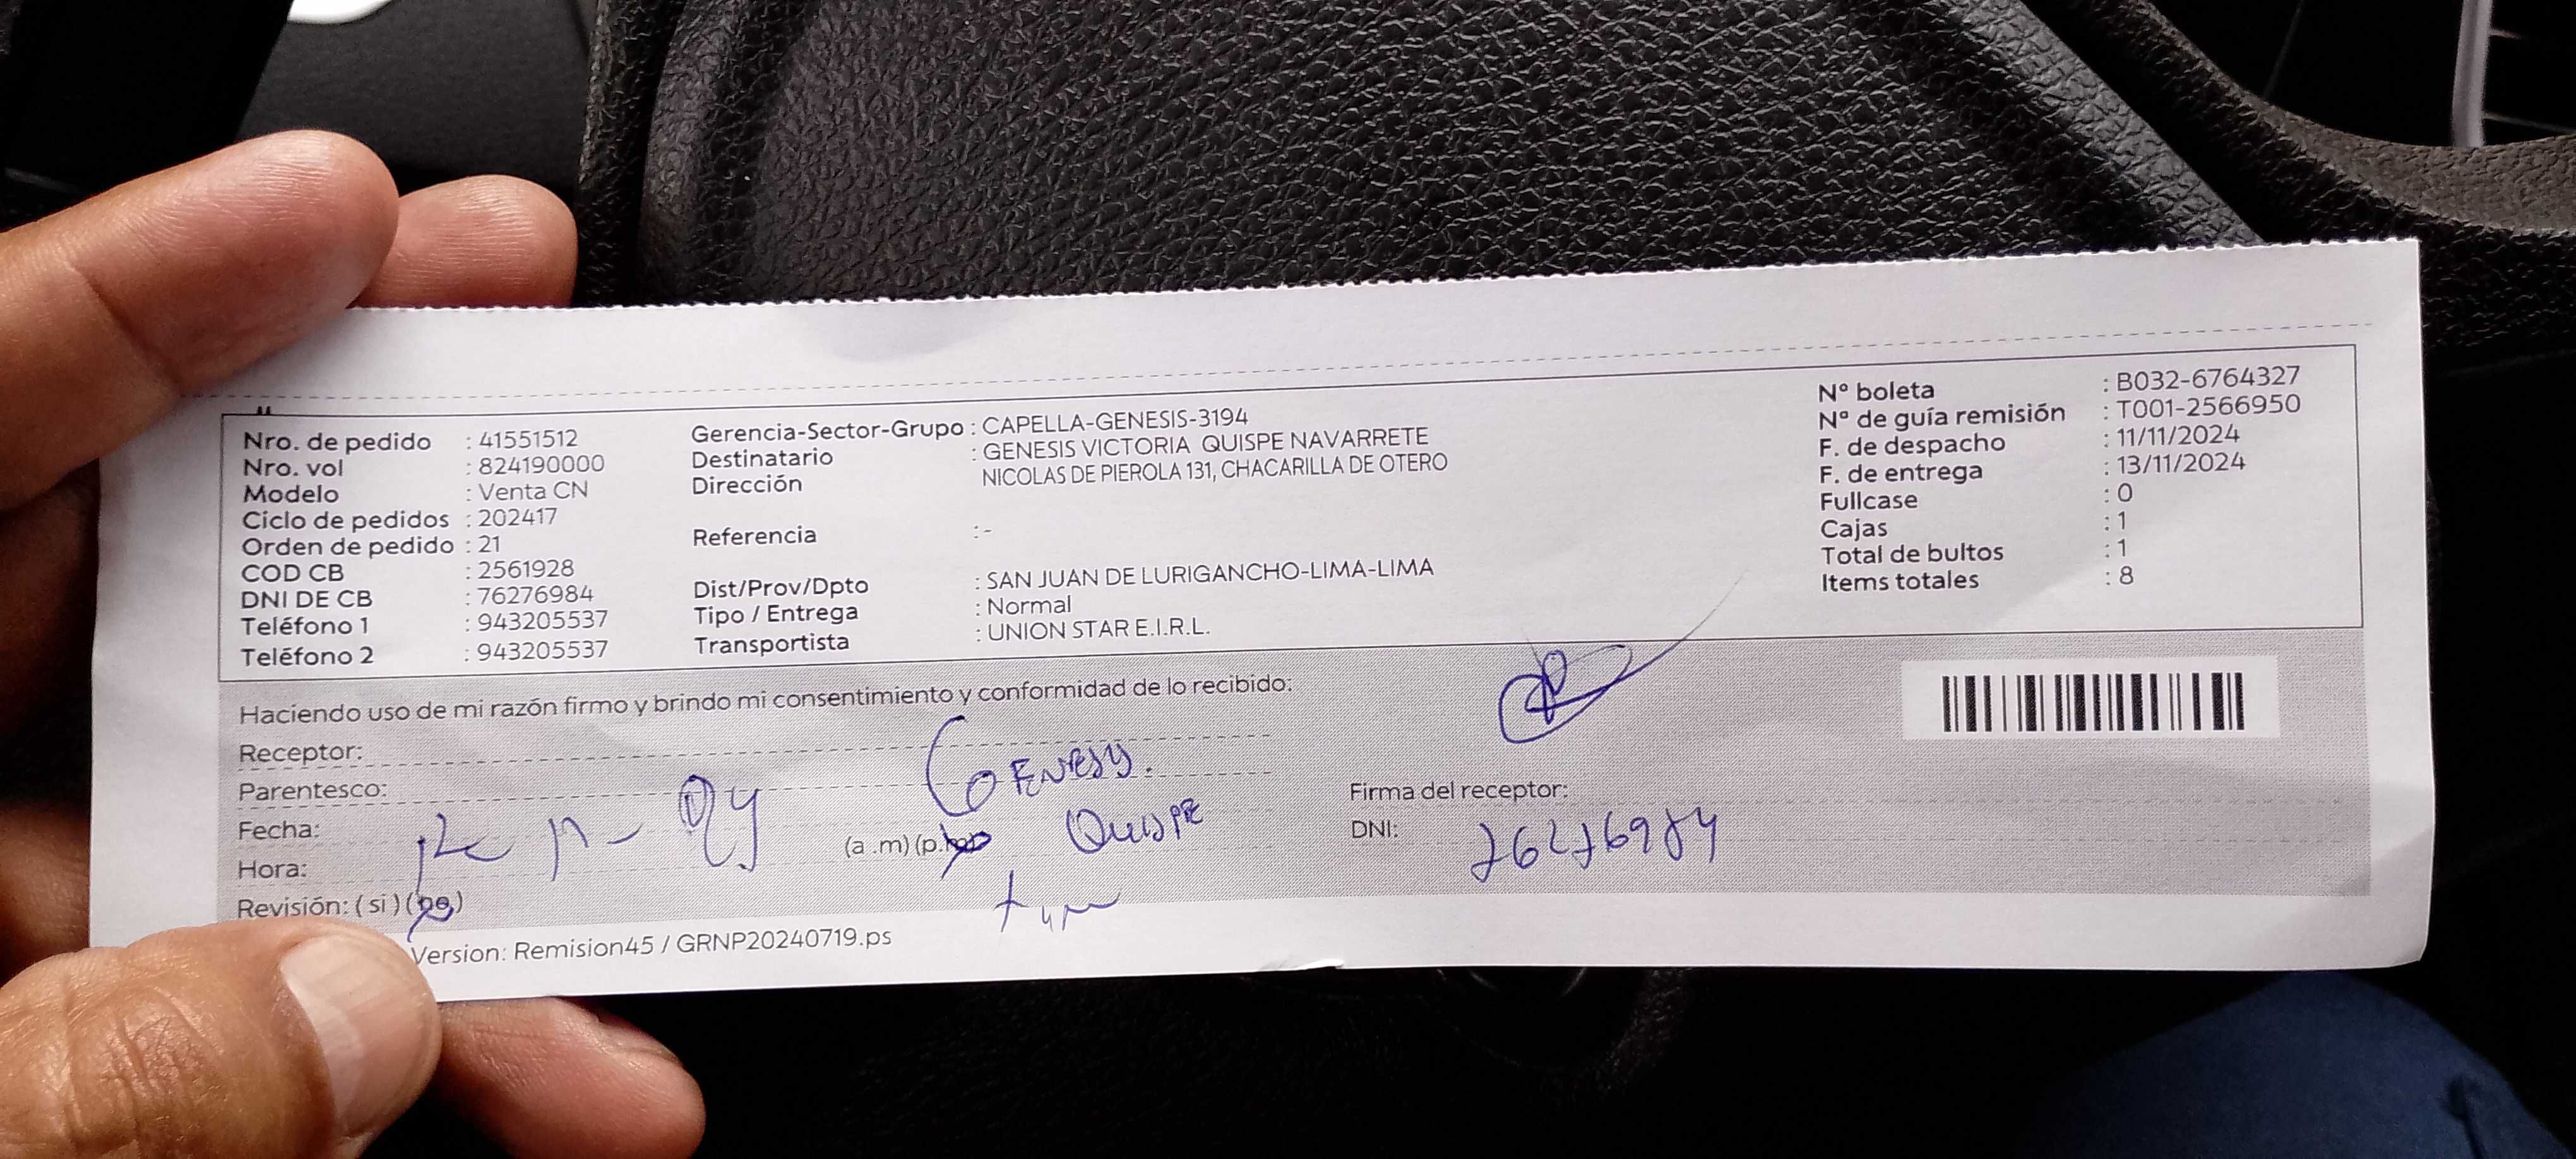 Nro. de pedido : 41551512
Nro. vol : 824190000
Modelo : Venta CN
Ciclo de pedidos : 202417
Orden de pedido : 21
COD CB : 2561928
DNI DE CB : 76276984
Teléfono 1 : 943205537
Teléfono 2 : 943205537
Gerencia-Sector-Grupo : CAPELLA-GENESIS-3194
Destinatario : GENESIS VICTORIA QUISPE NAVARRETE
Dirección NICOLAS DE PIEROLA 131, CHACARILLA DE OTERO
Referencia : -
Dist/Prov/Dpto : SAN JUAN DE LURIGANCHO-LIMA-LIMA
Tipo / Entrega : Normal
Transportista : UNION STAR E.I.R.L.
Nº boleta : B032-6764327
Nº de guía remisión : T001-2566950
F. de despacho : 11/11/2024
F. de entrega : 13/11/2024
Fullcase : 0
Cajas : 1
Total de bultos : 1
Items totales : 8
Haciendo uso de mi razón firmo y brindo mi consentimiento y conformidad de lo recibido:
Receptor:
Parentesco:
Fecha:
Hora: (a .m) (p.
Revisión: ( si ) (no)
Quispe
Firma del receptor:
DNI: 76276984
Version: Remision45 / GRNP20240719.ps